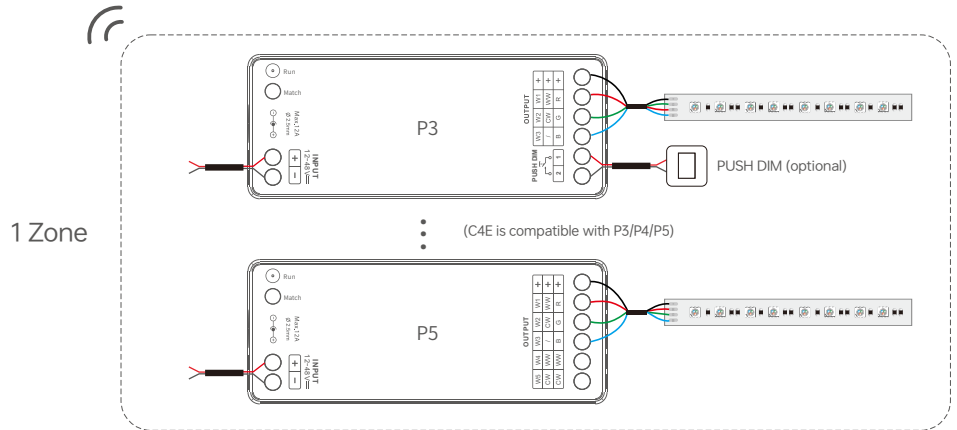 1 Zone
Run
Match
Max,12A
Ø 2.5mm
+
−
INPUT
12~48V
P3
OUTPUT
+ + +
W1 WW R
W2 CW G
W3 / B
PUSH DIM
1
2
PUSH DIM (optional)
(C4E is compatible with P3/P4/P5)
Run
Match
Max,12A
Ø 2.5mm
+
−
INPUT
12~48V
P5
OUTPUT
+ + +
W1 WW R
W2 CW G
W3 / B
W4 WW WW
W5 CW CW